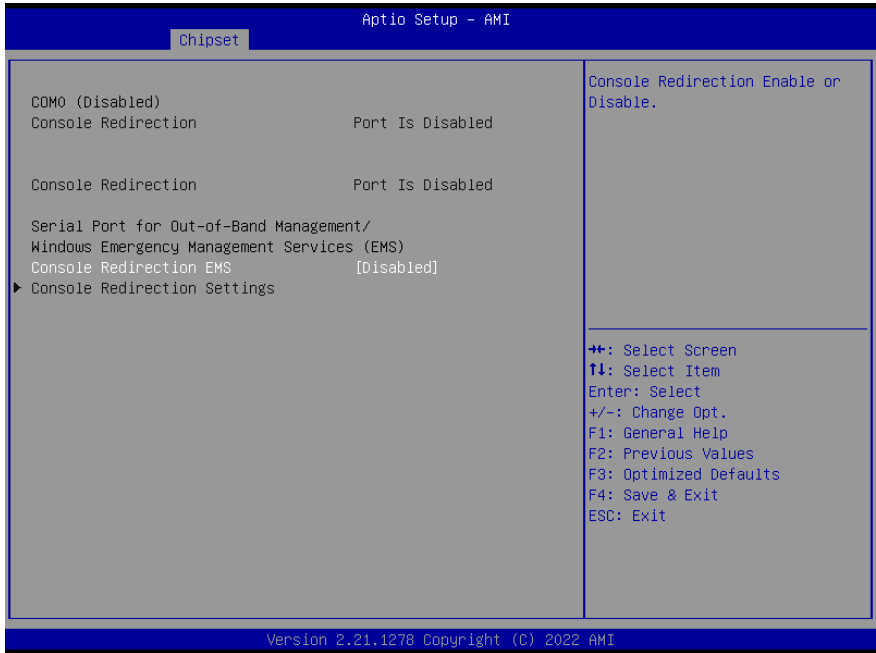 Aptio Setup – AMI
Chipset
COM0 (Disabled)
Console Redirection Port Is Disabled
Console Redirection Port Is Disabled
Serial Port for Out-of-Band Management/
Windows Emergency Management Services (EMS)
Console Redirection EMS [Disabled]
Console Redirection Settings
Console Redirection Enable or
Disable.
→←: Select Screen
↑↓: Select Item
Enter: Select
+/-: Change Opt.
F1: General Help
F2: Previous Values
F3: Optimized Defaults
F4: Save & Exit
ESC: Exit
Version 2.21.1278 Copyright (C) 2022 AMI